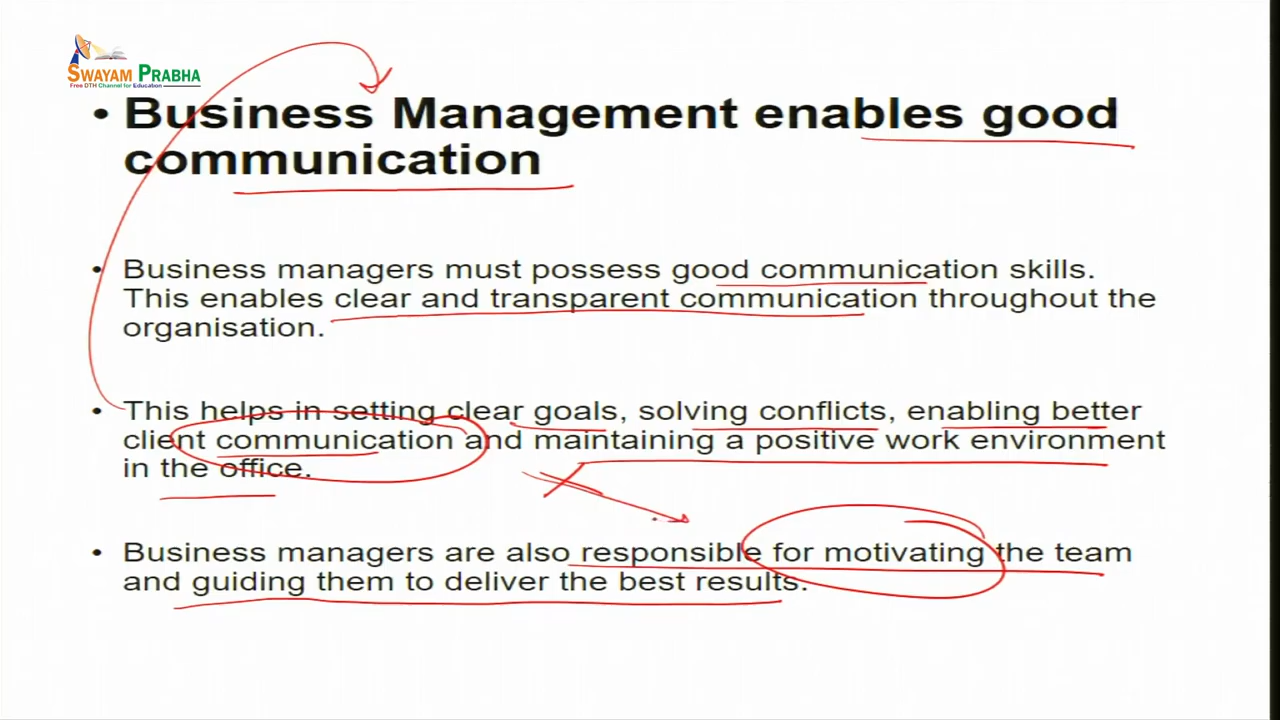 SWAYAM PRABHA
Free DTH Channel for Education
• Business Management enables good
communication
• Business managers must possess good communication skills.
This enables clear and transparent communication throughout the
organisation.
• This helps in setting clear goals, solving conflicts, enabling better
client communication and maintaining a positive work environment
in the office.
• Business managers are also responsible for motivating the team
and guiding them to deliver the best results.